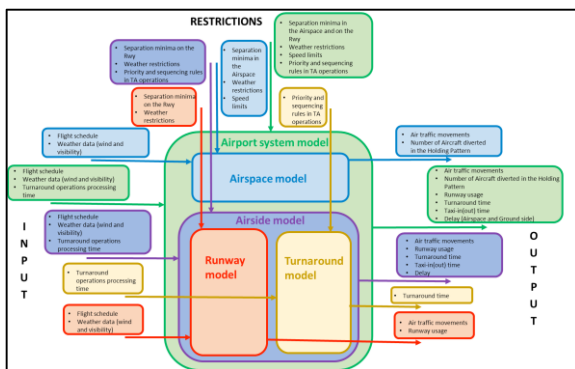 RESTRICTIONS
• Separation minima on the
Rwy
• Weather restrictions
• Priority and sequencing rules
in TA operations
• Separation
minima in
the Airspace
• Weather
restrictions
• Speed
limits
• Separation minima in
the Airspace and on the
Rwy
• Weather restrictions
• Speed limits
• Priority and sequencing
rules in TA operations
• Separation minima
on the Rwy
• Weather
restrictions
• Priority and
sequencing
rules in TA
operations
INPUT
• Flight schedule
• Weather data (wind and
visibility)
• Flight schedule
• Weather data (wind and visibility)
• Turnaround operations processing
time
• Flight schedule
• Weather data (wind and
visibility)
• Turnaround operations
processing time
• Turnaround operations processing
time
• Flight schedule
• Weather data (wind
and visibility)
Airport system model
Airspace model
Airside model
Runway
model
Turnaround
model
• Air traffic movements
• Number of Aircraft diverted
in the Holding Pattern
• Air traffic movements
• Number of Aircraft diverted in the Holding
Pattern
• Runway usage
• Turnaround time
• Taxi-in(out) time
• Delay (Airspace and Ground side)
• Air traffic movements
• Runway usage
• Turnaround time
• Taxi-in(out) time
• Delay
• Turnaround time
• Air traffic movements
• Runway usage
OUTPUT